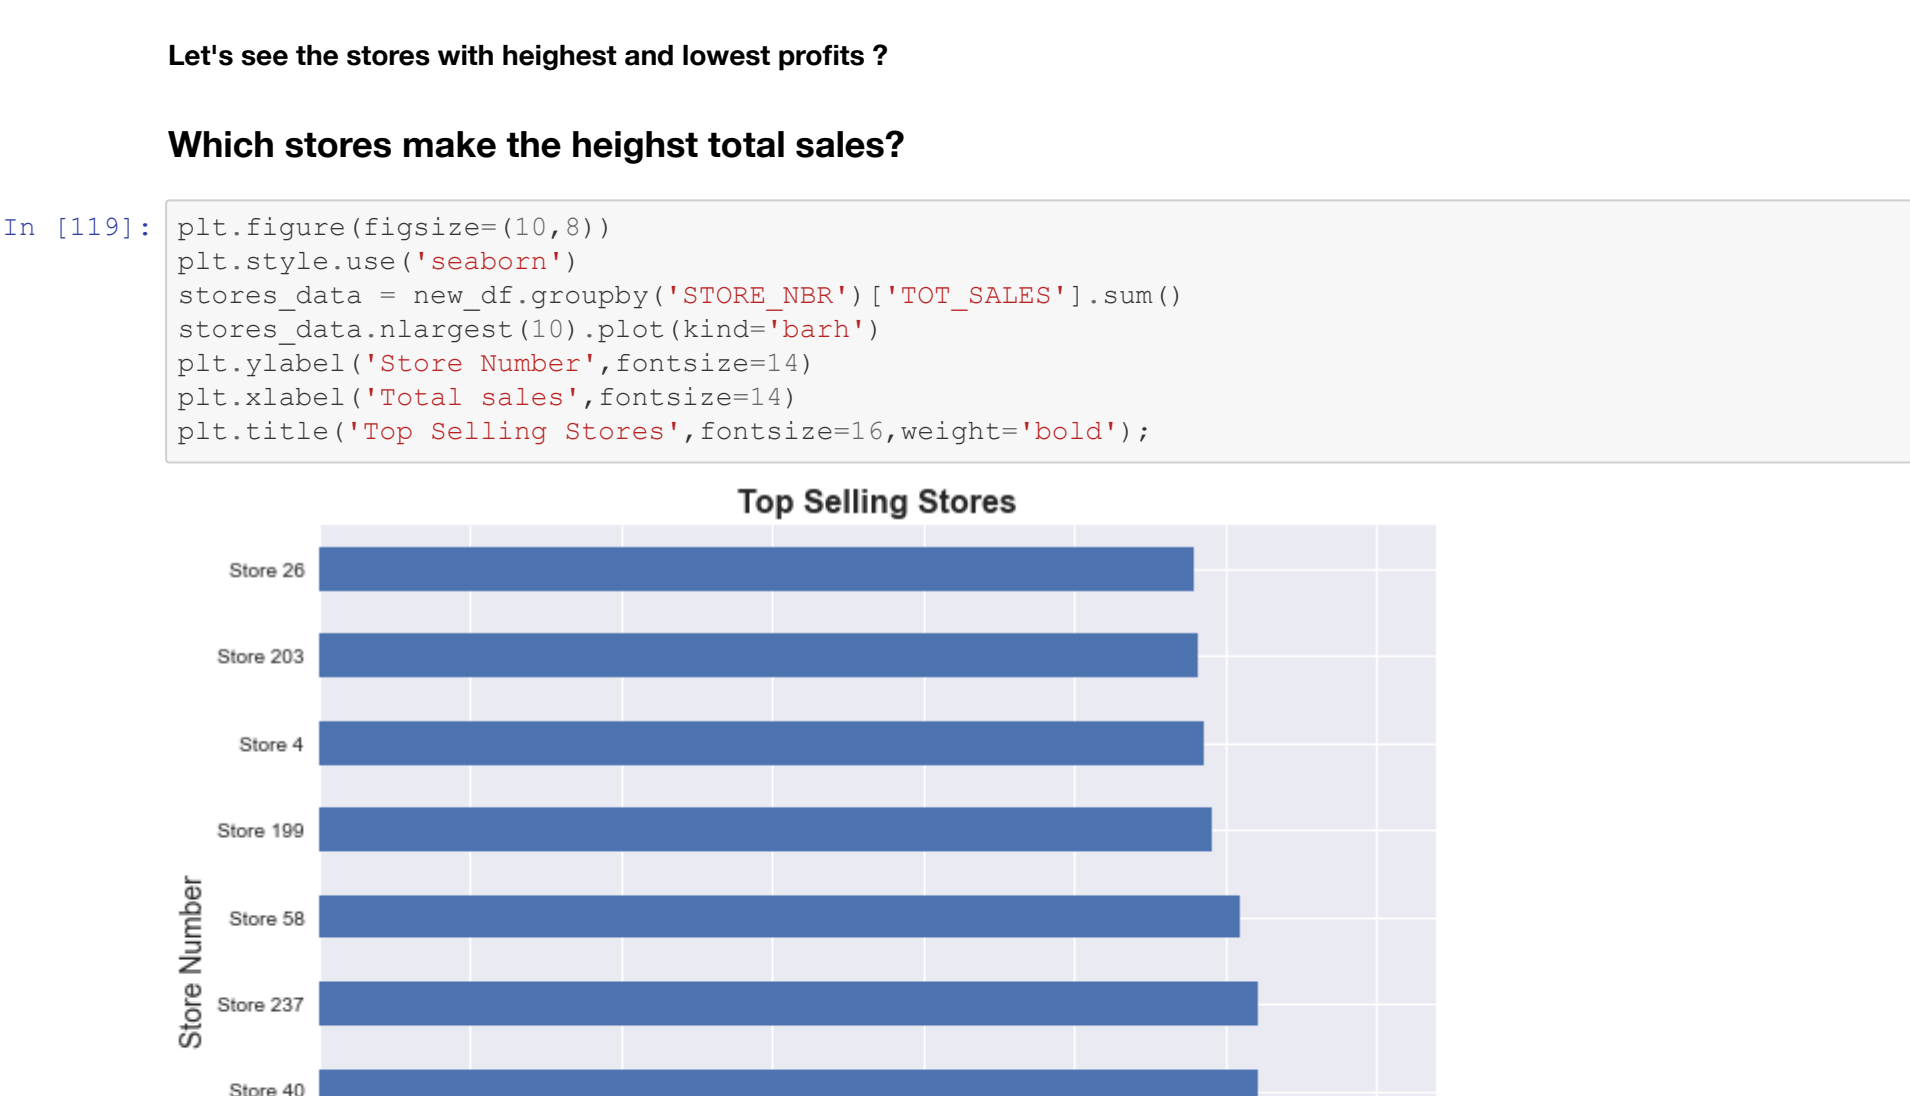 Let's see the stores with heighest and lowest profits ?
Which stores make the heighst total sales?
In [119]:
plt.figure(figsize=(10,8))
plt.style.use('seaborn')
stores_data = new_df.groupby('STORE_NBR')['TOT_SALES'].sum()
stores_data.nlargest(10).plot(kind='barh')
plt.ylabel('Store Number',fontsize=14)
plt.xlabel('Total sales',fontsize=14)
plt.title('Top Selling Stores',fontsize=16,weight='bold');
Top Selling Stores
Store 26
Store 203
Store 4
Store 199
Store 58
Store 237
Store 40
Store Number